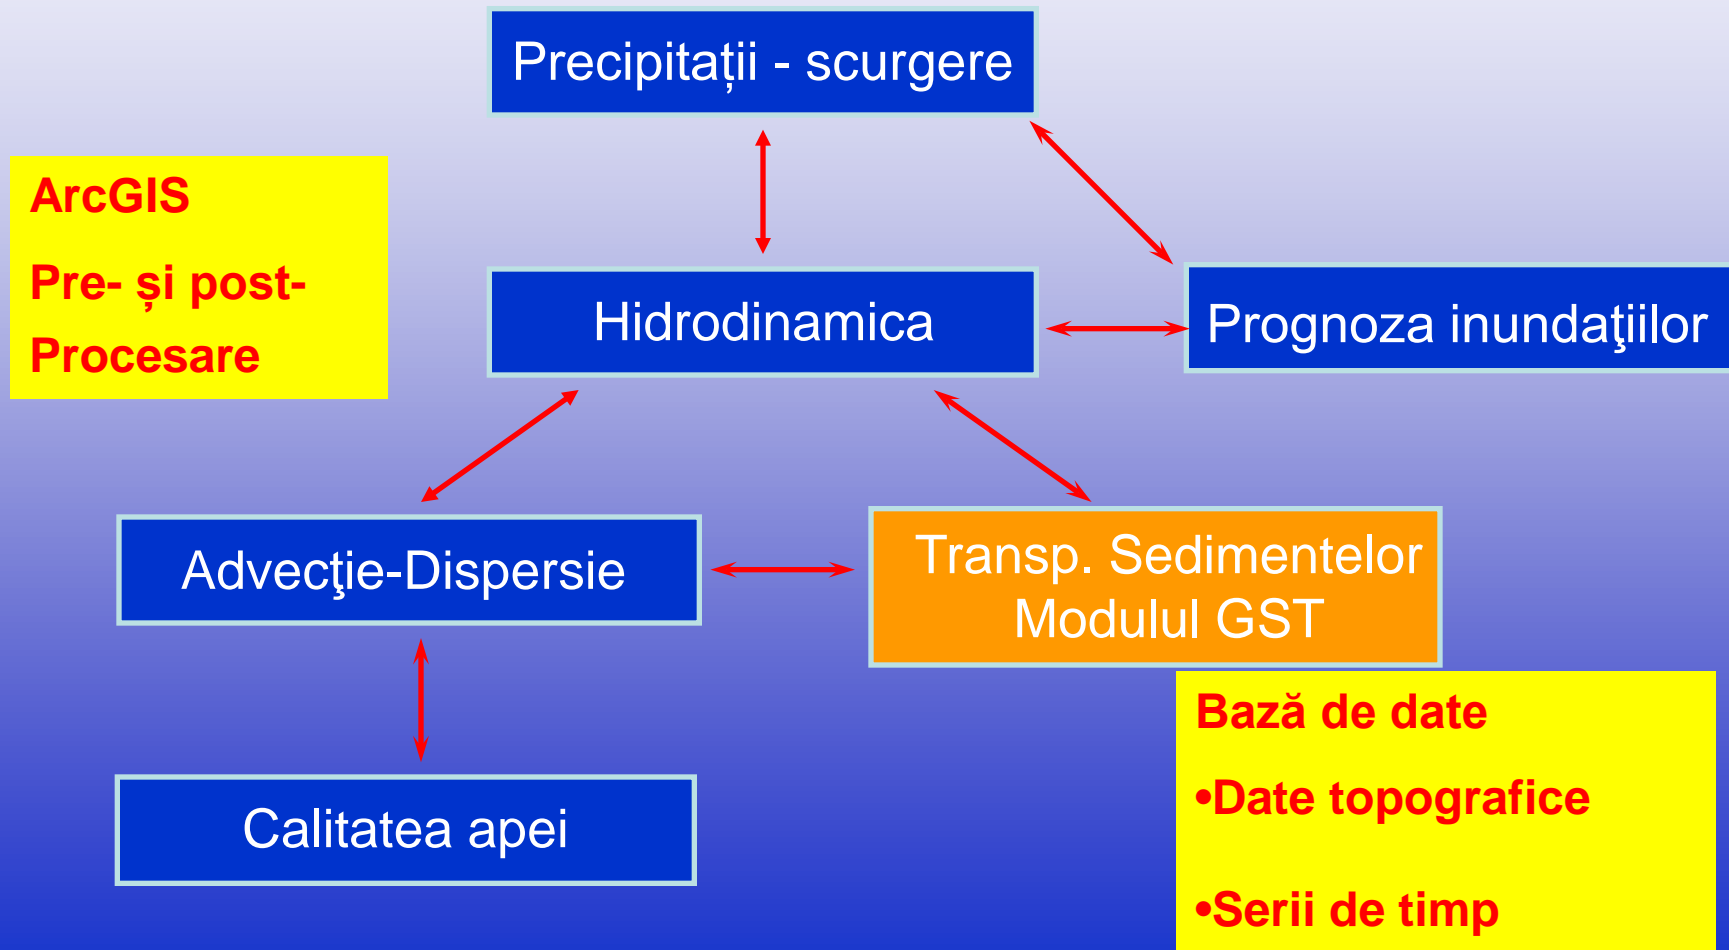 Precipitații - scurgere
ArcGIS
Pre- și post-
Procesare
Hidrodinamica
Prognoza inundaţiilor
Advecţie-Dispersie
Transp. Sedimentelor
Modulul GST
Calitatea apei
Bază de date
•Date topografice
•Serii de timp